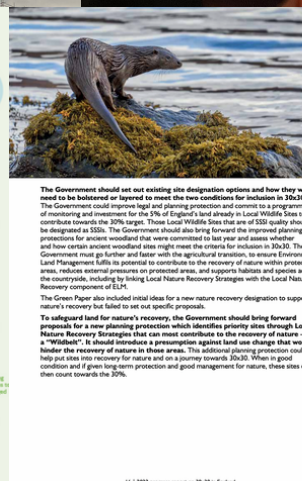 The Government should set out existing site designation options and how they w
need to be bolstered or layered to meet the two conditions for inclusion in 30x30
The Government could improve legal and planning protection and commit to a programm
of monitoring and investment for the 5% of England's land already in Local Wildlife Sites t
contribute towards the 30% target. Those Local Wildlife Sites that are of SSSI quality shou
be designated as SSSIs. The Government should also bring forward the improved planning
protections for ancient woodland that were committed to last year and assess whether
and how certain ancient woodland sites might meet the criteria for inclusion in 30x30. The
Government must go further and faster with the agricultural transition, to ensure Environ
Land Management fulfils its potential to contribute to the recovery of nature within protec
areas, reduces external pressures on protected areas, and supports habitats and species ac
the countryside, including by linking Local Nature Recovery Strategies with the Local Natu
Recovery component of ELM.
The Green Paper also included initial ideas for a new nature recovery designation to suppo
nature's recovery but failed to set out specific proposals.
To safeguard land for nature's recovery, the Government should bring forward
proposals for a new planning protection which identifies priority sites through Lo
Nature Recovery Strategies that can most contribute to the recovery of nature –
a "Wildbelt". It should introduce a presumption against land use change that wo
hinder the recovery of nature in those areas. This additional planning protection coul
help put sites into recovery for nature and on a journey towards 30x30. When in good
condition and if given long-term protection and good management for nature, these sites
then count towards the 30%.